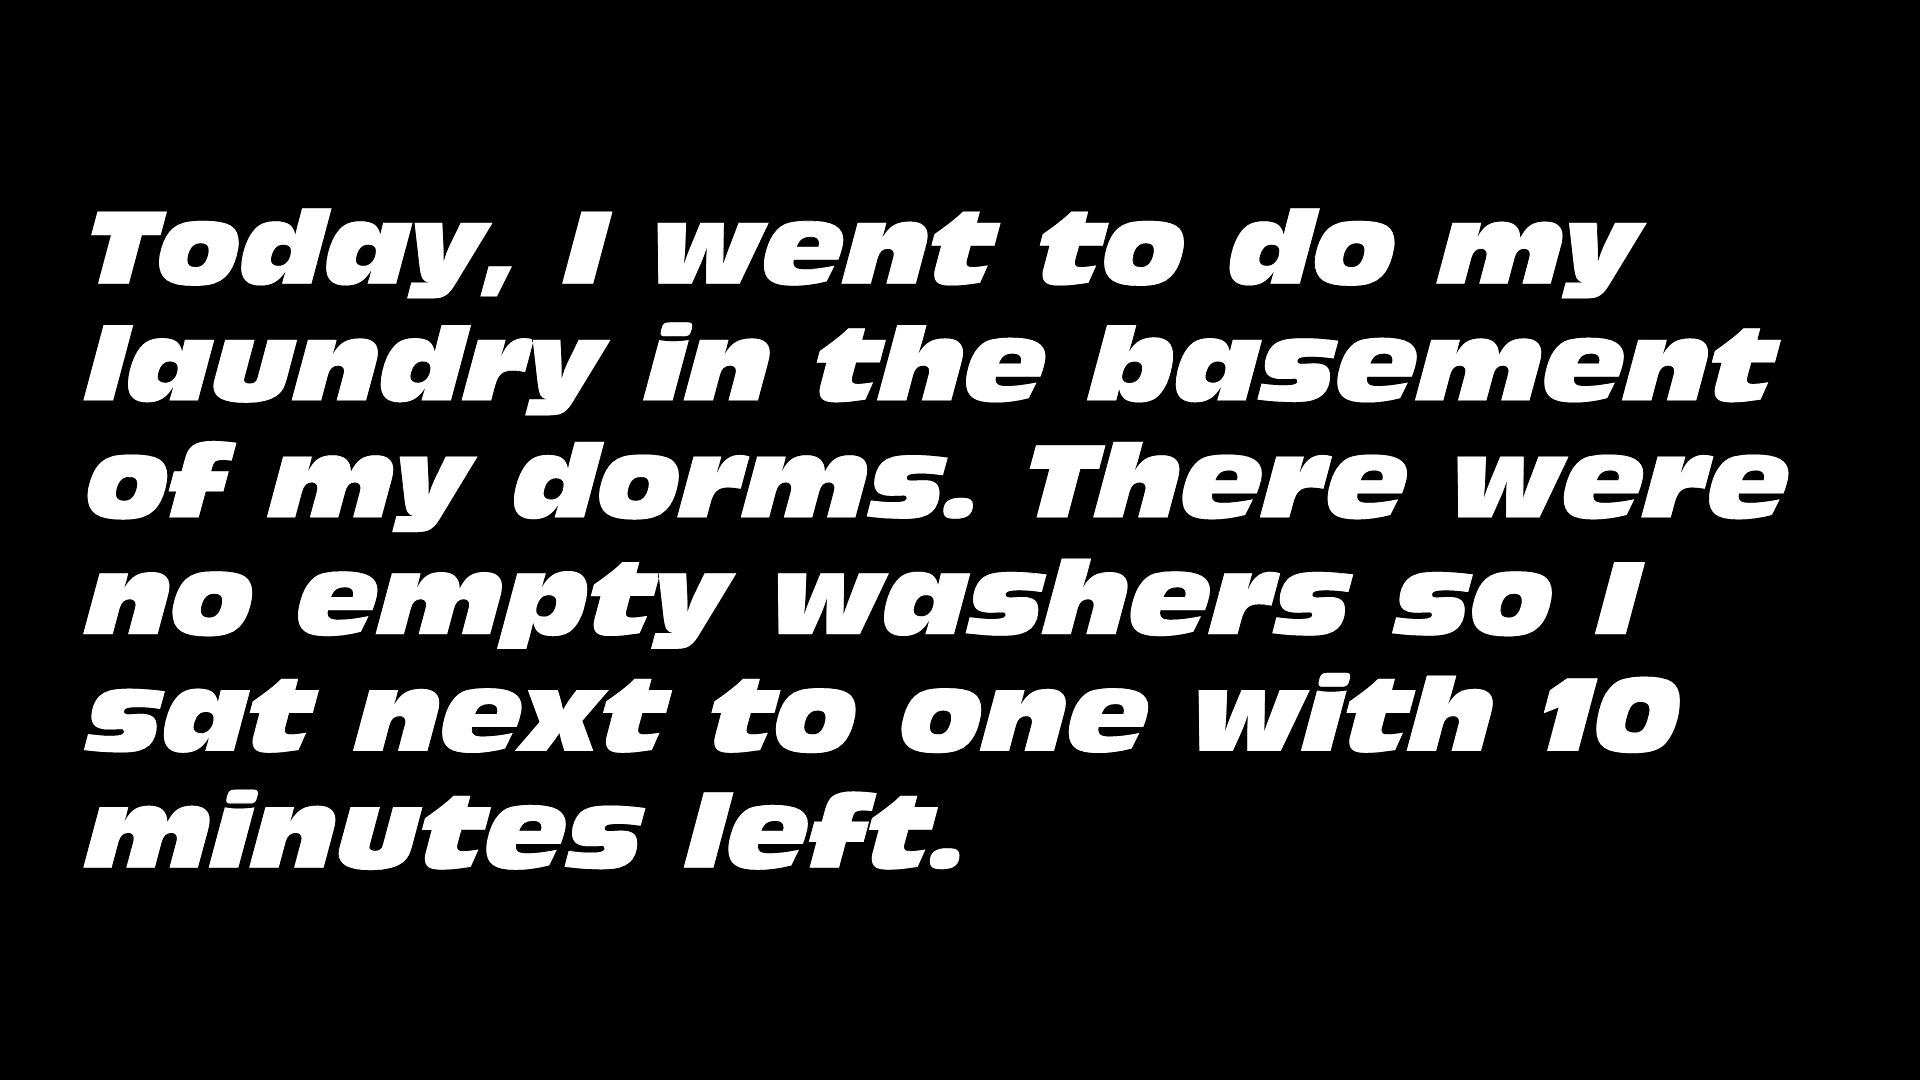 Today, I went to do my
laundry in the basement
of my dorms. There were
no empty washers so I
sat next to one with 10
minutes left.